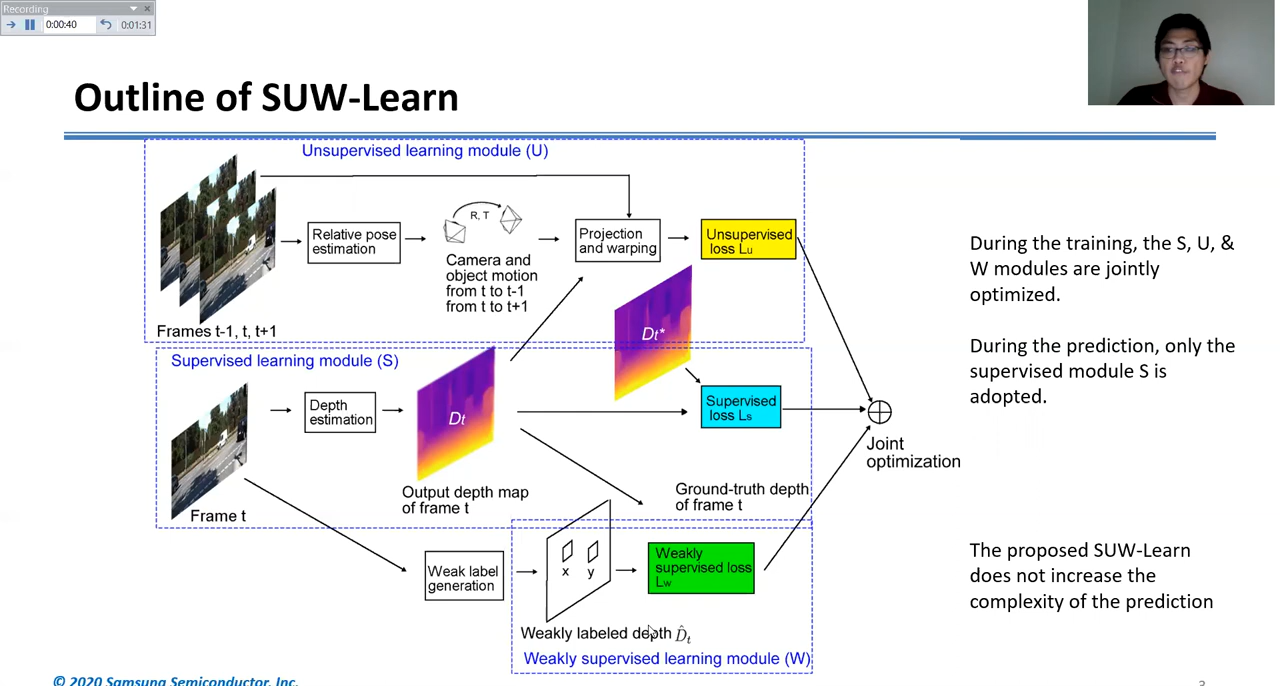 Recording
0:00:40
0:01:31
Outline of SUW-Learn
Unsupervised learning module (U)
Relative pose
estimation
R, T
Camera and
object motion
from t to t-1
from t to t+1
Projection
and warping
Unsupervised
loss Lu
Frames t-1, t, t+1
Dt*
Supervised learning module (S)
Depth
estimation
Dt
Supervised
loss Ls
Joint
optimization
Output depth map
of frame t
Ground-truth depth
of frame t
Frame t
Weak label
generation
x y
Weakly
supervised loss
Lw
Weakly labeled depth D̂t
Weakly supervised learning module (W)
During the training, the S, U, &
W modules are jointly
optimized.
During the prediction, only the
supervised module S is
adopted.
The proposed SUW-Learn
does not increase the
complexity of the prediction
© 2020 Samsung Semiconductor, Inc.
3